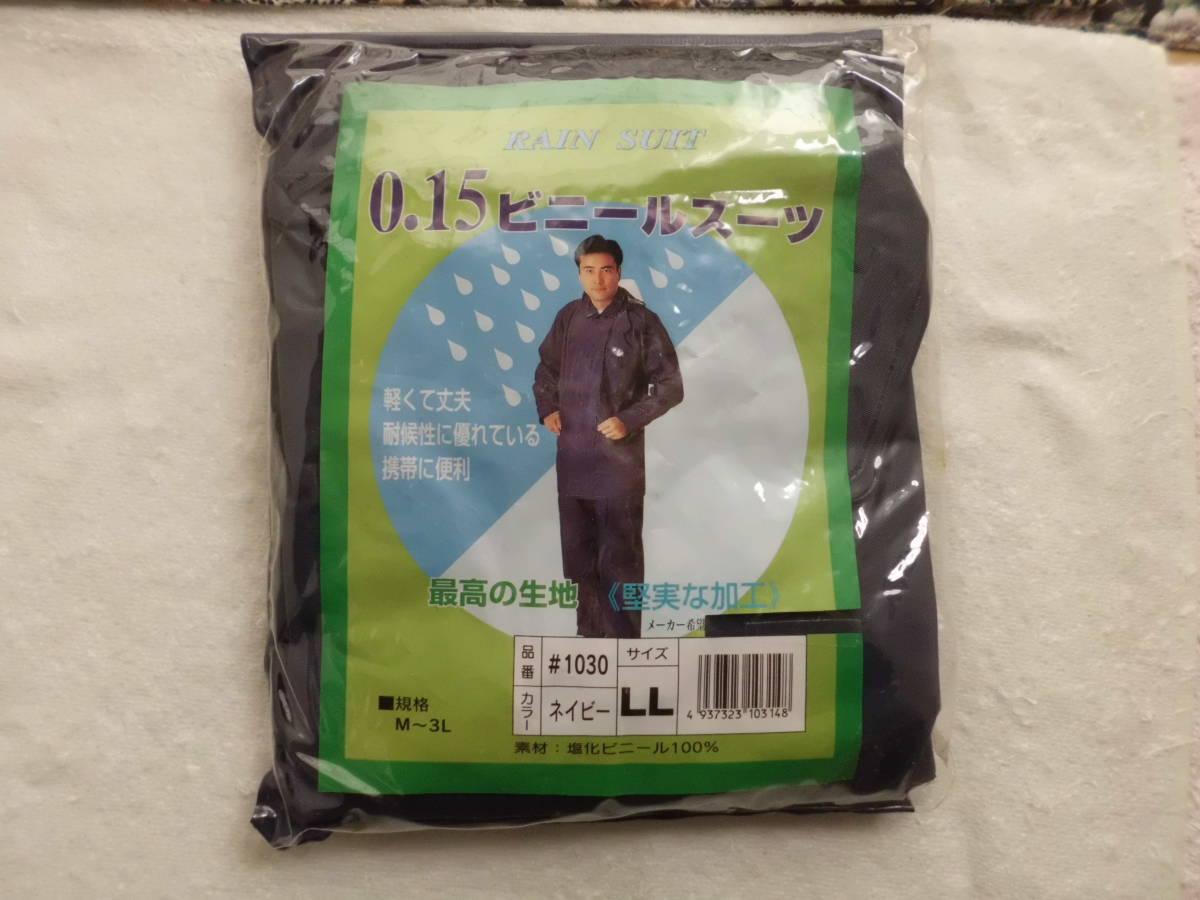 RAIN SUIT
0.15ビニールスーツ
軽くて丈夫
耐候性に優れている
携帯に便利
最高の生地 《堅実な加工》
メーカー希望
品番 #1030 サイズ
カラー ネイビー LL
4 937323 103148
■規格
M～3L
素材：塩化ビニール100%